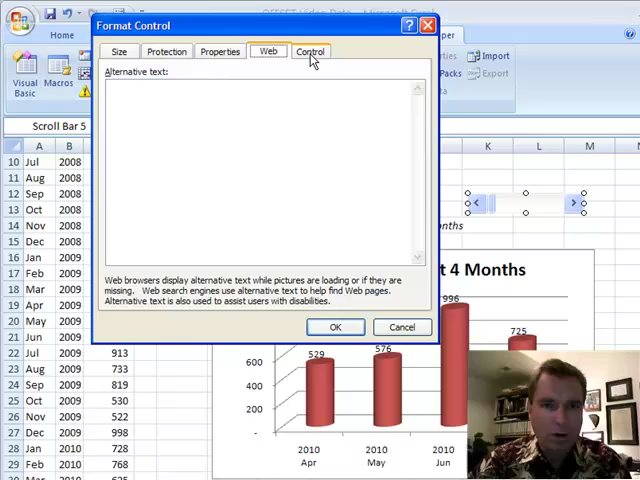 OFFSET Video Data - Microsoft Excel
Format Control
Home
Visual Basic
Macros
Import
Export
Size
Protection
Properties
Web
Control
Alternative text:
Web browsers display alternative text while pictures are loading or if they are
missing. Web search engines use alternative text to help find Web pages.
Alternative text is also used to assist users with disabilities.
OK
Cancel
Scroll Bar 5
A B K L M
10 Jul 2008
11 Aug 2008
12 Sep 2008
13 Oct 2008
14 Nov 2008
15 Dec 2008
16 Jan 2009
17 Feb 2009
18 Mar 2009
19 Apr 2009
20 May 2009
21 Jun 2009
22 Jul 2009 913
23 Aug 2009 733
24 Sep 2009 819
25 Oct 2009 530
26 Nov 2009 522
27 Dec 2009 998
28 Jan 2010 728
29 Feb 2010 768
t 4 Months
529
576
996
725
600
400
200
-
2010 2010 2010
Apr May Jun